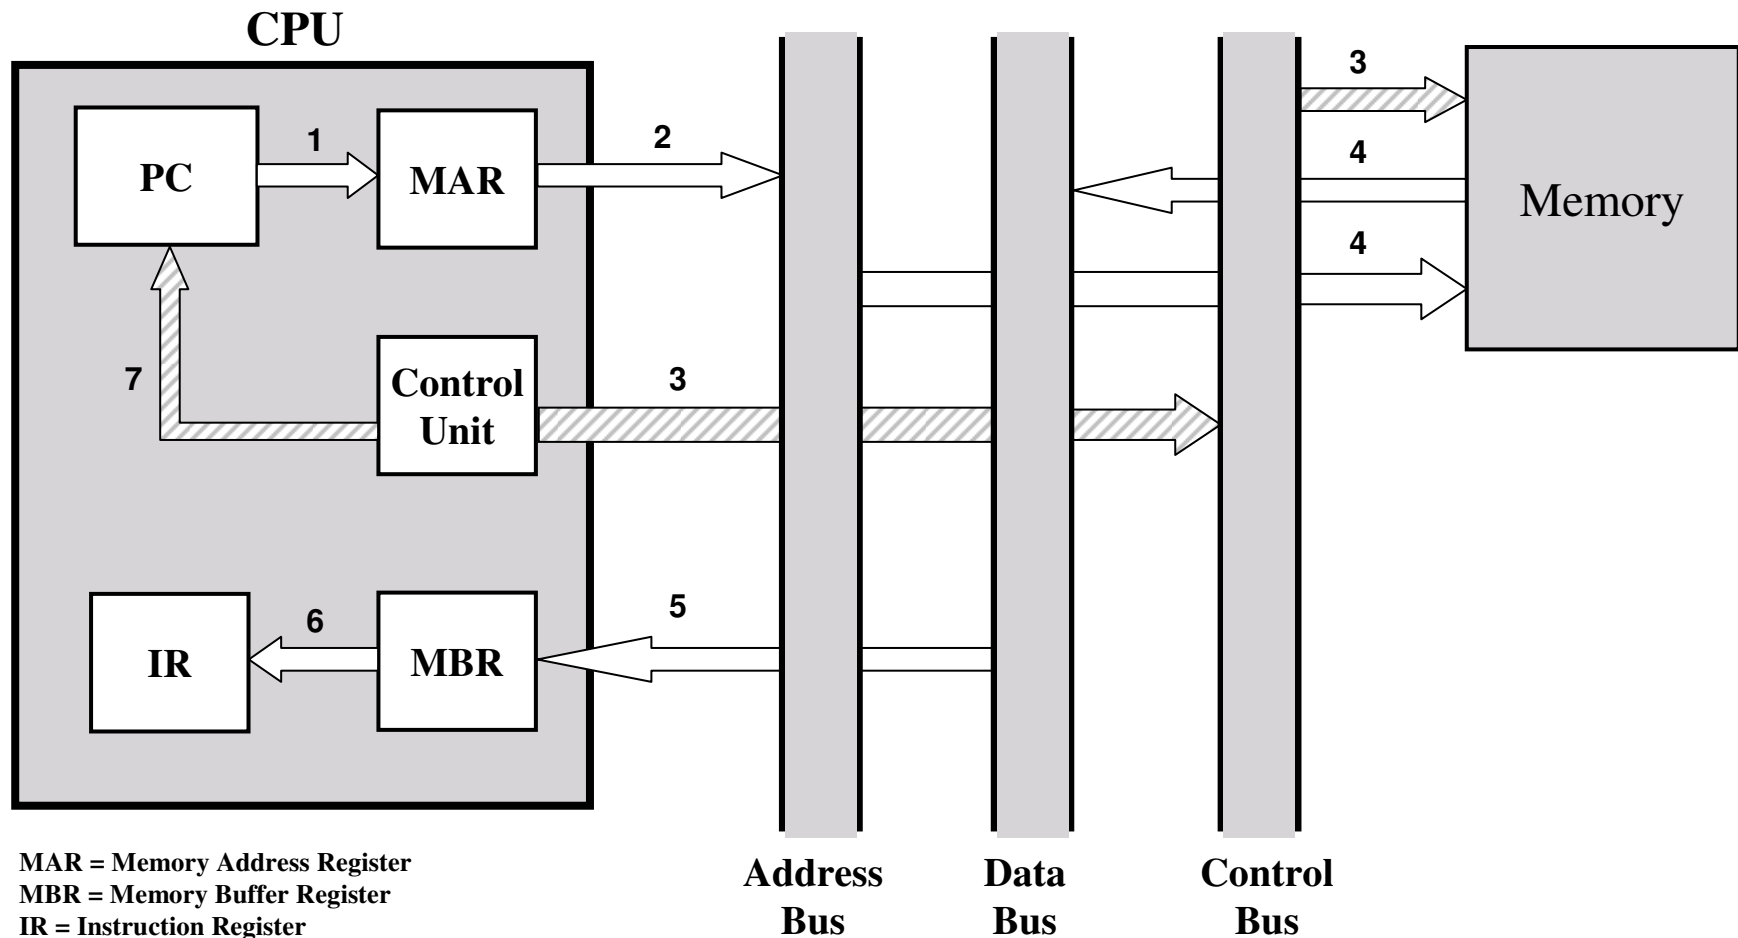 CPU
3
1
2
4
PC
MAR
Memory
4
7
Control
Unit
3
6
5
IR
MBR
MAR = Memory Address Register
MBR = Memory Buffer Register
IR = Instruction Register
Address
Bus
Data
Bus
Control
Bus